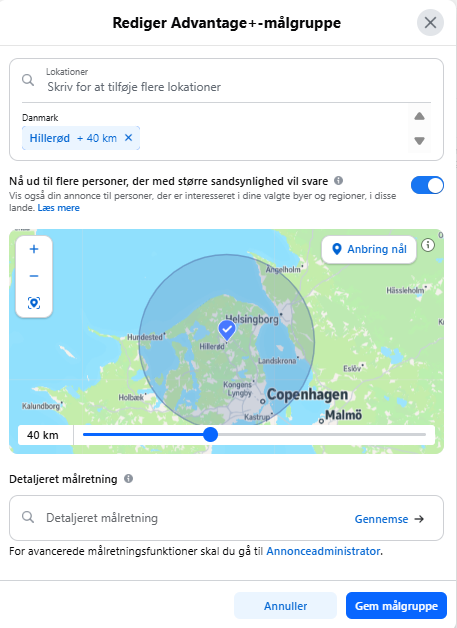 Rediger Advantage+-målgruppe
Lokationer
Skriv for at tilføje flere lokationer
Danmark
Hillerød + 40 km
Nå ud til flere personer, der med større sandsynlighed vil svare
Vis også din annonce til personer, der er interesseret i dine valgte byer og regioner, i disse
lande. Læs mere
Anbring nål
Ängelholm
Hässleholm
Helsingborg
Hundested
Hillerød
Landskrona
Eslöv
Kongens
Lyngby
Holbæk
Copenhagen
Kalundborg
Kastrup
Malmö
40 km
Detaljeret målretning
Detaljeret målretning
Gennemse
For avancerede målretningsfunktioner skal du gå til Annonceadministrator.
Annuller
Gem målgruppe